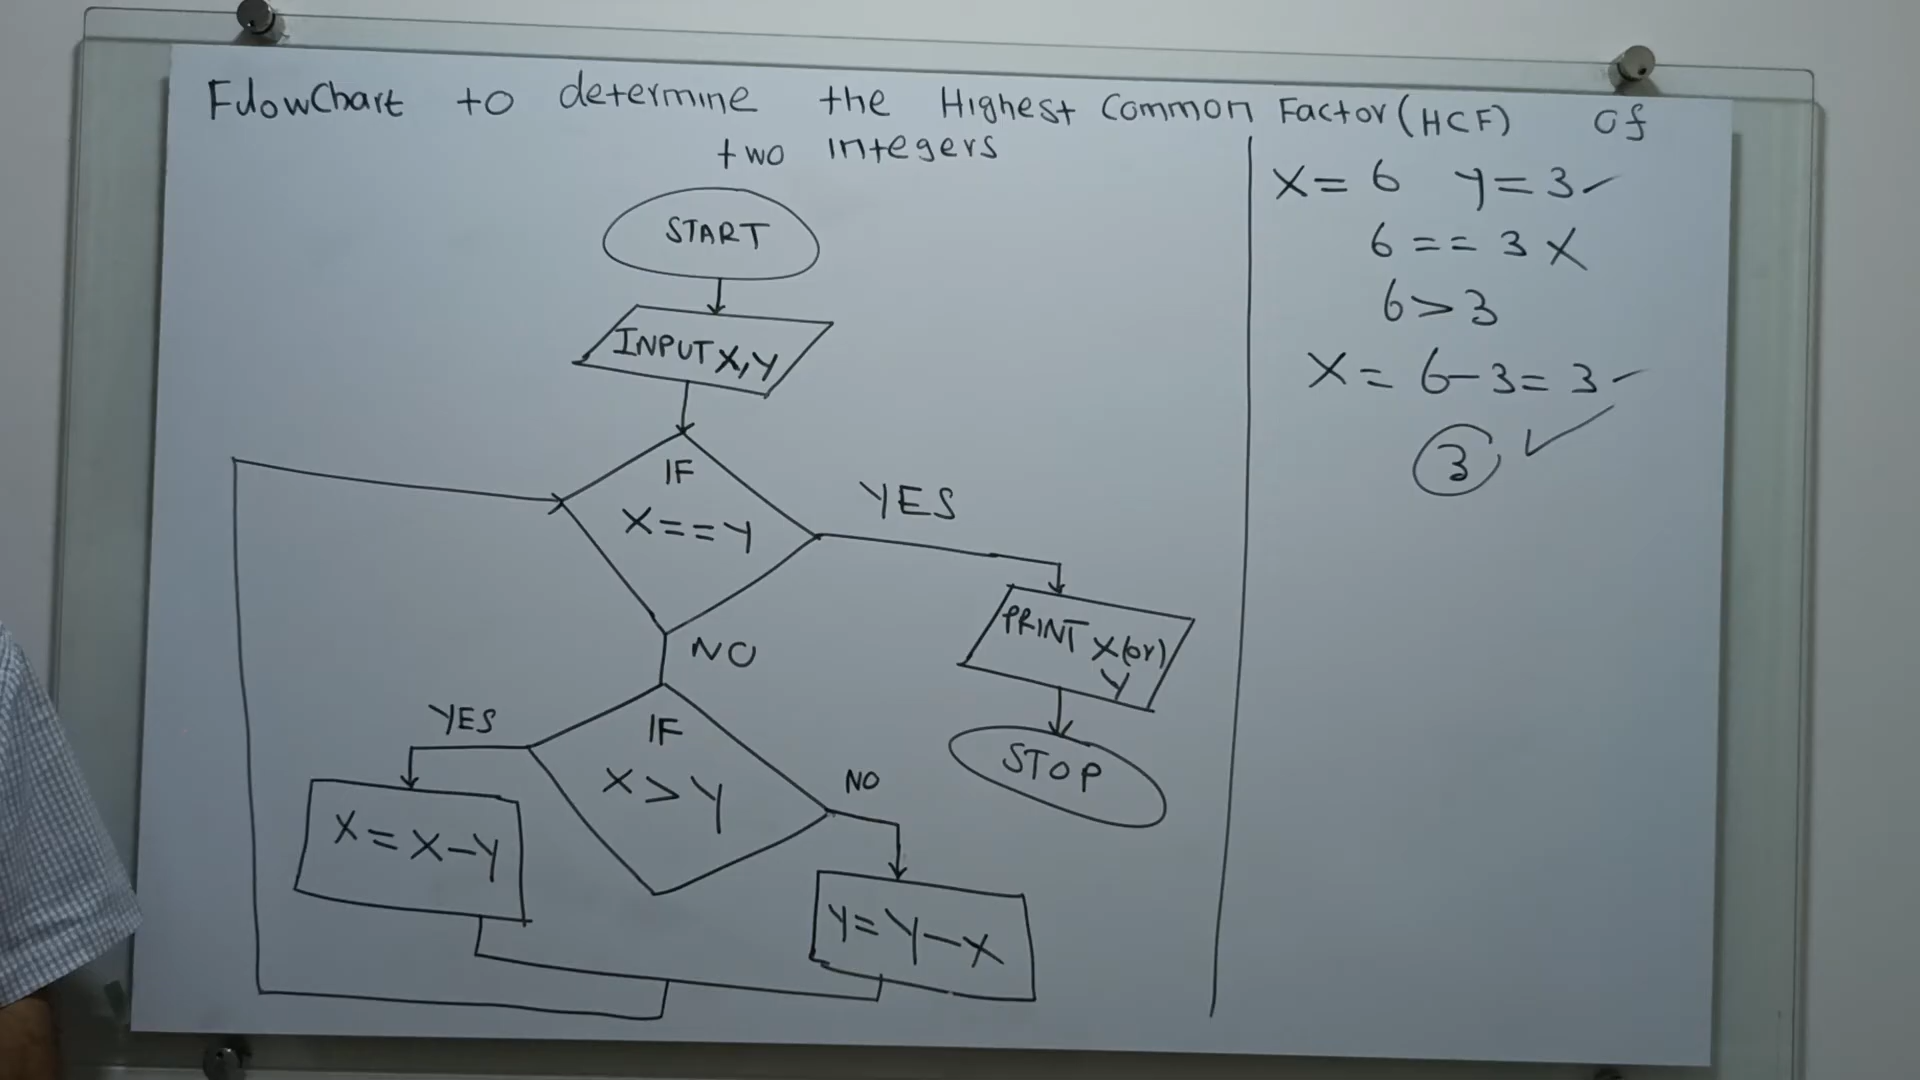 FlowChart to determine the Highest Common Factor (HCF) of
two integers
START
INPUT X, Y
IF
X==Y
YES
PRINT X(or)
Y
STOP
NO
IF
X > Y
YES
X = X-Y
NO
Y = Y-X
X = 6 Y = 3
6 == 3 X
6 > 3
X = 6-3 = 3
3